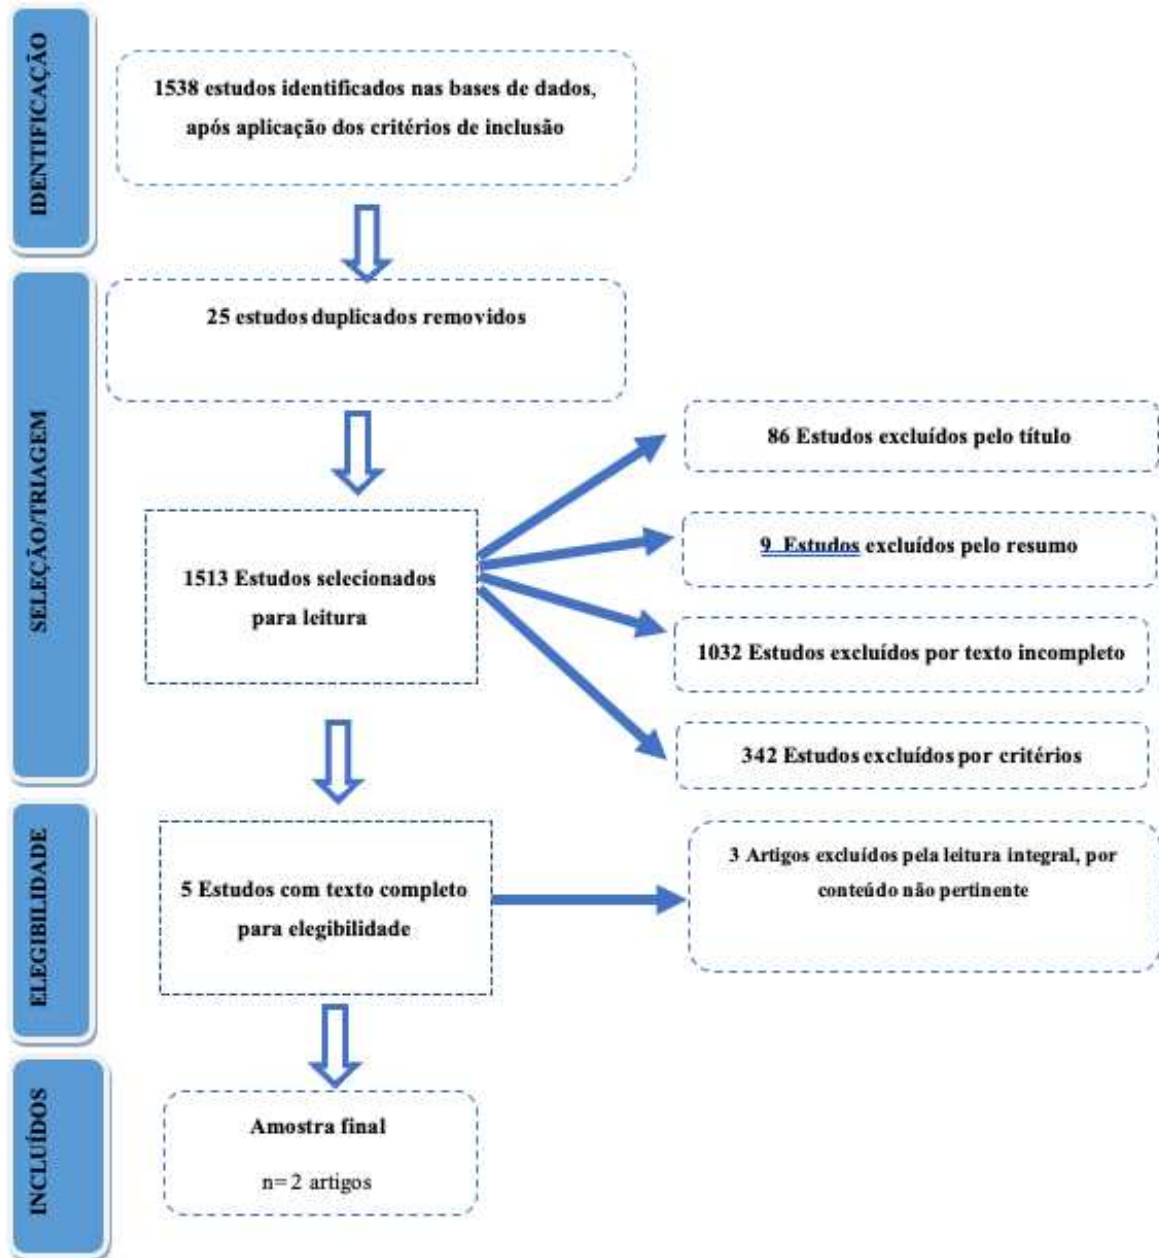 IDENTIFICAÇÃO
1538 estudos identificados nas bases de dados,
após aplicação dos critérios de inclusão
SELEÇÃO/TRIAGEM
25 estudos duplicados removidos
1513 Estudos selecionados
para leitura
86 Estudos excluídos pelo título
9 Estudos excluídos pelo resumo
1032 Estudos excluídos por texto incompleto
342 Estudos excluídos por critérios
ELEGIBILIDADE
5 Estudos com texto completo
para elegibilidade
3 Artigos excluídos pela leitura integral, por
conteúdo não pertinente
INCLUÍDOS
Amostra final
n= 2 artigos